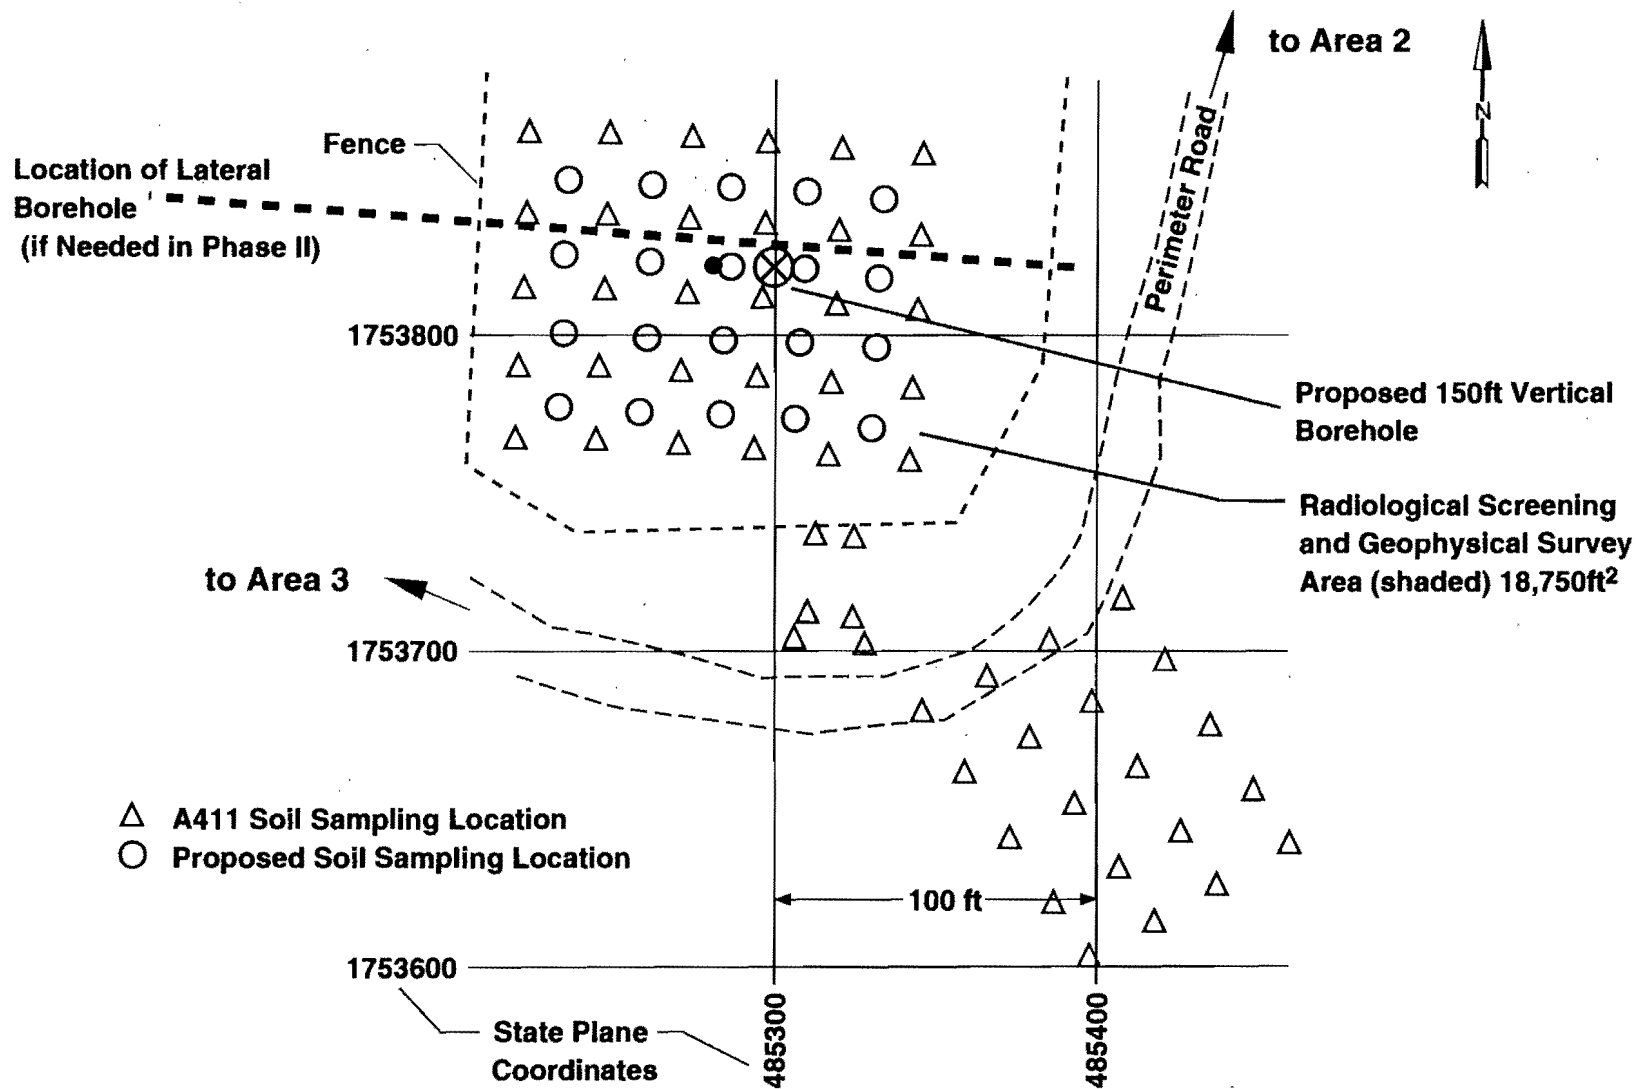 to Area 2
N
Perimeter Road
Fence
Location of Lateral
Borehole
(if Needed in Phase II)
1753800
Proposed 150ft Vertical
Borehole
Radiological Screening
and Geophysical Survey
Area (shaded) 18,750ft²
to Area 3
1753700
A411 Soil Sampling Location
Proposed Soil Sampling Location
100 ft
1753600
State Plane
Coordinates
485300
485400